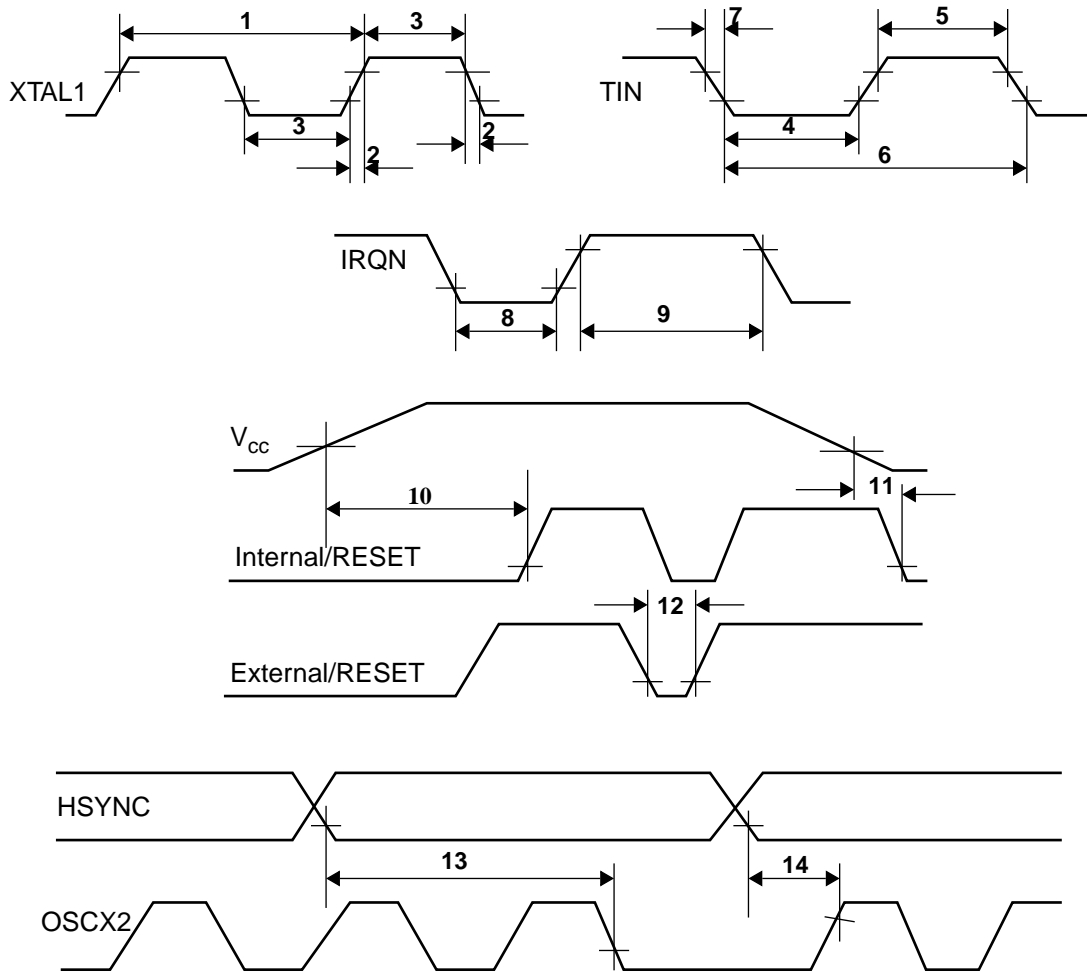 1
3
7
5
XTAL1
TIN
3
2
2
4
6
IRQN
8
9
Vcc
10
11
Internal/RESET
12
External/RESET
HSYNC
13
14
OSCX2